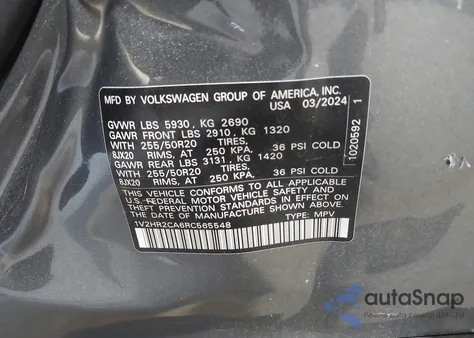 MFD BY VOLKSWAGEN GROUP OF AMERICA, INC.
USA 03/2024
GVWR LBS 5930, KG 2690
GAWR FRONT LBS 2910, KG 1320
WITH 255/50R20 TIRES,
8JX20 RIMS, AT 250 KPA, 36 PSI COLD
GAWR REAR LBS 3131, KG 1420
WITH 255/50R20 TIRES,
8JX20 RIMS, AT 250 KPA, 36 PSI COLD
THIS VEHICLE CONFORMS TO ALL APPLICABLE
U.S. FEDERAL MOTOR VEHICLE SAFETY AND
THEFT PREVENTION STANDARDS IN EFFECT ON
THE DATE OF MANUFACTURE SHOWN ABOVE.
1V2HR2CA6RC565548 TYPE: MPV
1020592 1
autoSnap